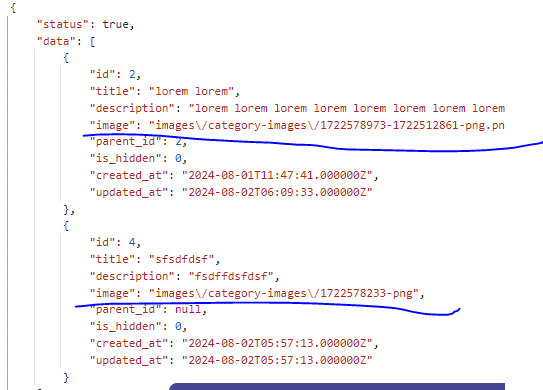 {
"status": true,
"data": [
{
"id": 2,
"title": "lorem lorem",
"description": "lorem lorem lorem lorem lorem lorem lorem lorem
"image": "images\/category-images\/1722578973-1722512861-png.pn
"parent_id": 2,
"is_hidden": 0,
"created_at": "2024-08-01T11:47:41.000000Z",
"updated_at": "2024-08-02T06:09:33.000000Z"
},
{
"id": 4,
"title": "sfsdfdsf",
"description": "fsdffdsfdsf",
"image": "images\/category-images\/1722578233-png",
"parent_id": null,
"is_hidden": 0,
"created_at": "2024-08-02T05:57:13.000000Z",
"updated_at": "2024-08-02T05:57:13.000000Z"
}